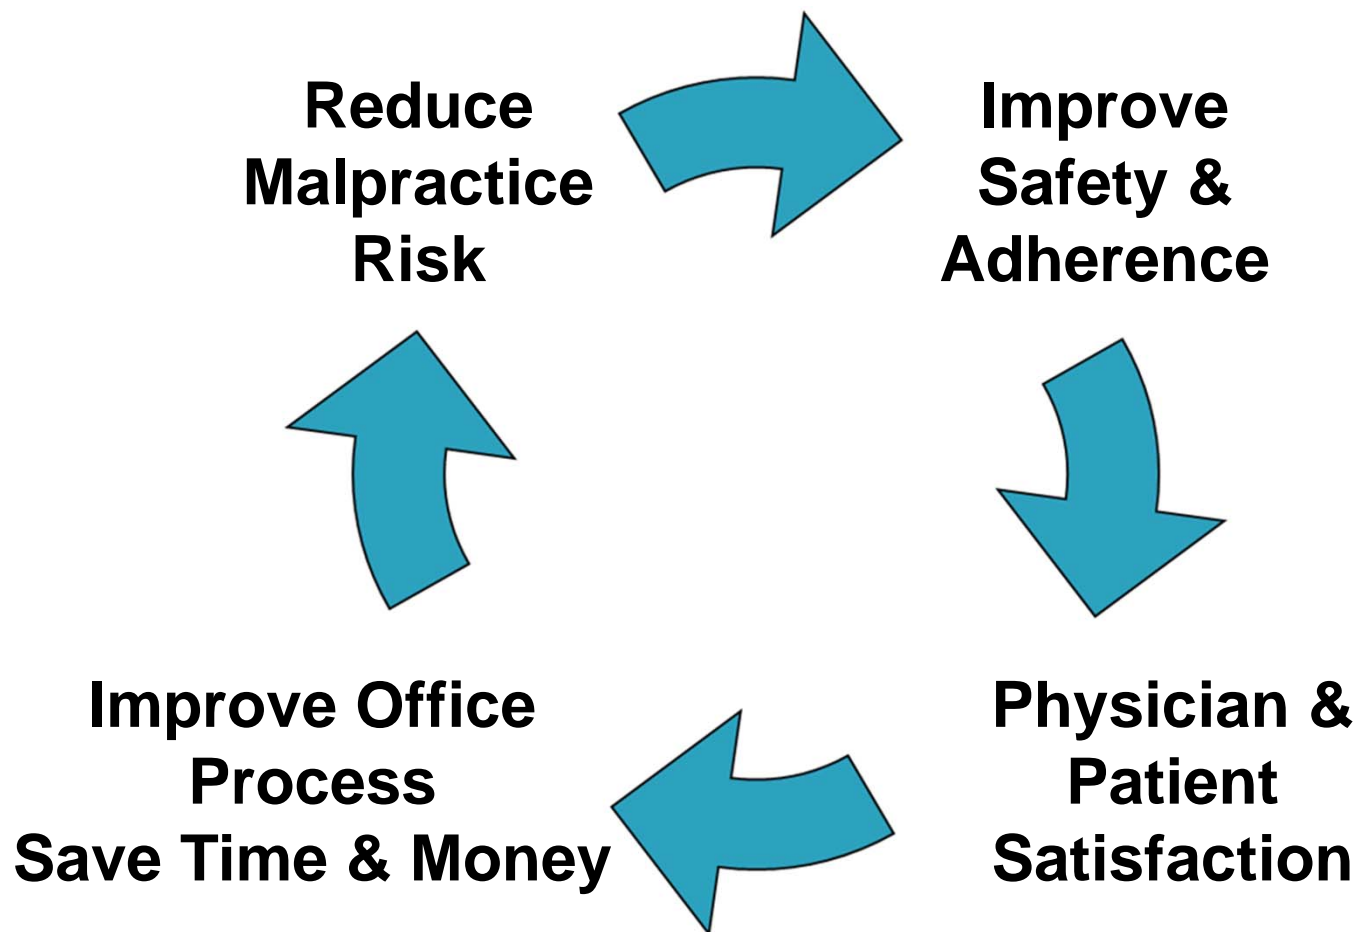 Reduce
Malpractice
Risk
Improve
Safety &
Adherence
Physician &
Patient
Satisfaction
Improve Office
Process
Save Time & Money